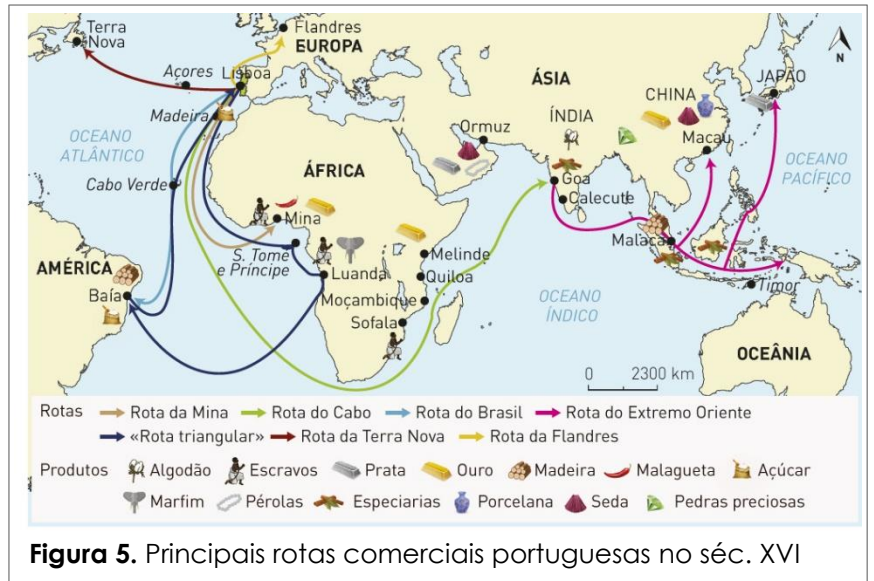 Terra
Nova
Flandres
EUROPA
Açores
Lisboa
ÁSIA
JAPÃO
N
CHINA
Madeira
ÍNDIA
Ormuz
Macau
OCEANO
ATLÂNTICO
OCEANO
PACÍFICO
ÁFRICA
Cabo Verde
Goa
Calecute
Mina
Malaca
AMÉRICA
S. Tomé
e Príncipe
Melinde
Luanda
Quiloa
Baía
Moçambique
OCEANO
ÍNDICO
Timor
Sofala
OCEÂNIA
0 2300 km
Rotas Rota da Mina Rota do Cabo Rota do Brasil Rota do Extremo Oriente
«Rota triangular» Rota da Terra Nova Rota da Flandres
Produtos Algodão Escravos Prata Ouro Madeira Malagueta Açúcar
Marfim Pérolas Especiarias Porcelana Seda Pedras preciosas
Figura 5. Principais rotas comerciais portuguesas no séc. XVI